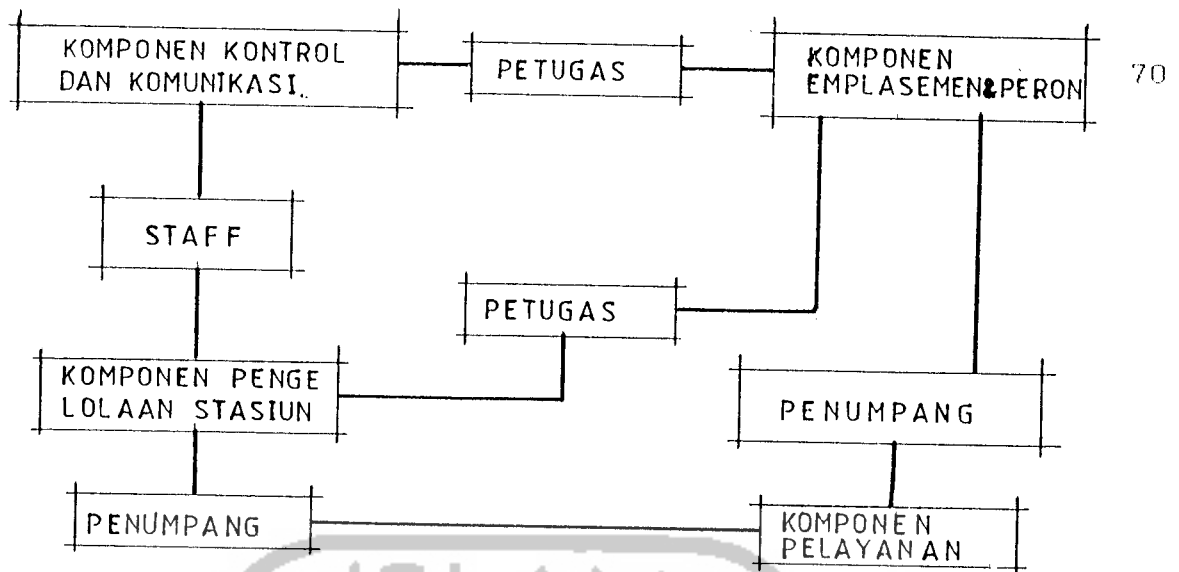 KOMPONEN KONTROL
DAN KOMUNIKASI.
PETUGAS
KOMPONEN
EMPLASEMEN&PERON
70
STAFF
PETUGAS
KOMPONEN PENGE
LOLAAN STASIUN
PENUMPANG
PENUMPANG
KOMPONEN
PELAYANAN